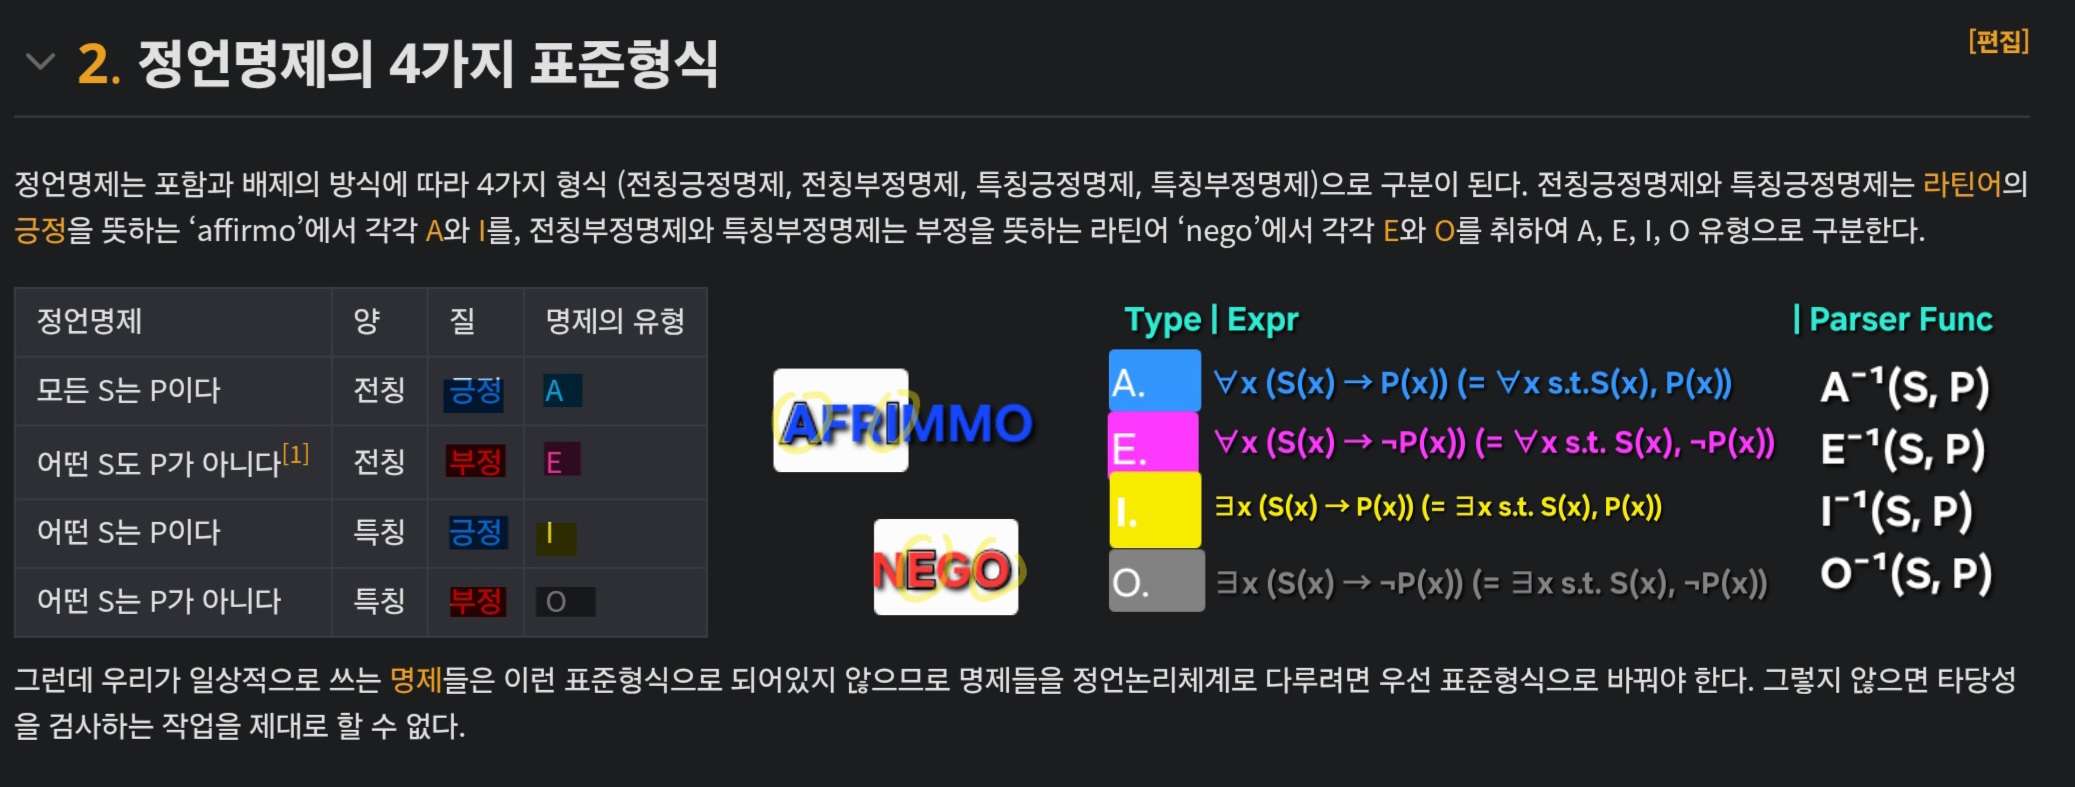 2. 정언명제의 4가지 표준형식
[편집]
정언명제는 포함과 배제의 방식에 따라 4가지 형식 (전칭긍정명제, 전칭부정명제, 특칭긍정명제, 특칭부정명제)으로 구분이 된다. 전칭긍정명제와 특칭긍정명제는 라틴어의
긍정을 뜻하는 ‘affirmo’에서 각각 A와 I를, 전칭부정명제와 특칭부정명제는 부정을 뜻하는 라틴어 ‘nego’에서 각각 E와 O를 취하여 A, E, I, O 유형으로 구분한다.
정언명제 양 질 명제의 유형
모든 S는 P이다 전칭 긍정 A
어떤 S도 P가 아니다[1] 전칭 부정 E
어떤 S는 P이다 특칭 긍정 I
어떤 S는 P가 아니다 특칭 부정 O
AFRIMMO
NEGO
Type | Expr | Parser Func
A. ∀x (S(x) → P(x)) (= ∀x s.t.S(x), P(x)) A⁻¹(S, P)
E. ∀x (S(x) → ¬P(x)) (= ∀x s.t. S(x), ¬P(x)) E⁻¹(S, P)
I. ∃x (S(x) → P(x)) (= ∃x s.t. S(x), P(x)) I⁻¹(S, P)
O. ∃x (S(x) → ¬P(x)) (= ∃x s.t. S(x), ¬P(x)) O⁻¹(S, P)
그런데 우리가 일상적으로 쓰는 명제들은 이런 표준형식으로 되어있지 않으므로 명제들을 정언논리체계로 다루려면 우선 표준형식으로 바꿔야 한다. 그렇지 않으면 타당성
을 검사하는 작업을 제대로 할 수 없다.